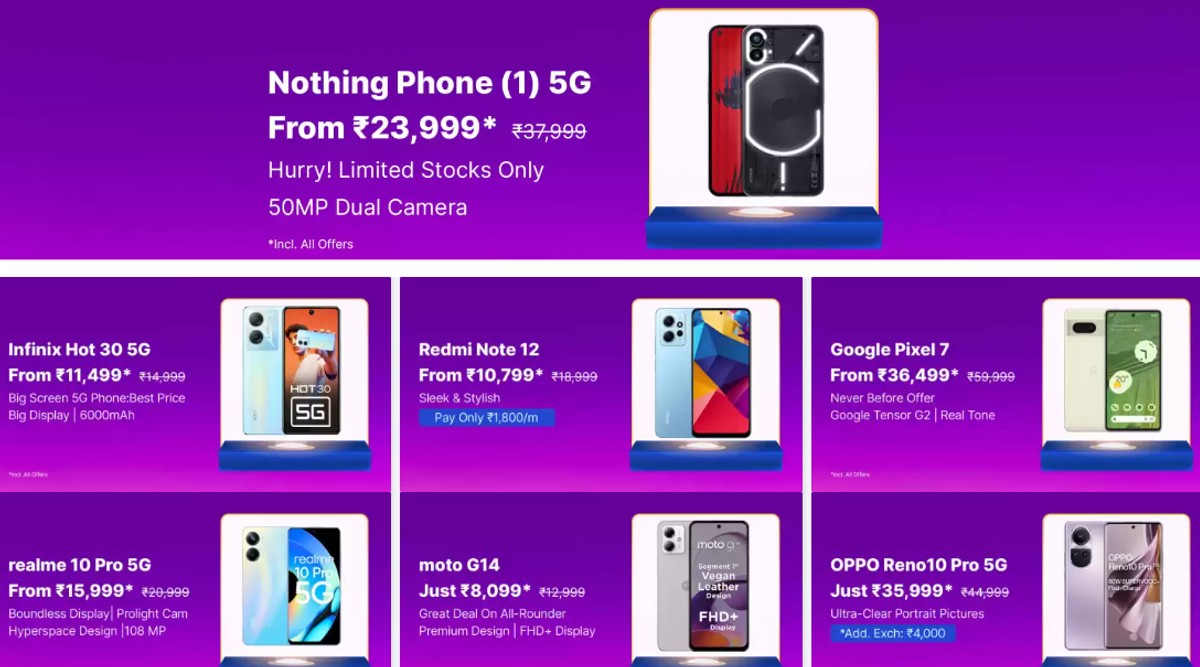 Nothing Phone (1) 5G
From ₹23,999* ₹37,999
Hurry! Limited Stocks Only
50MP Dual Camera
*Incl. All Offers
Infinix Hot 30 5G
From ₹11,499* ₹14,999
Big Screen 5G Phone:Best Price
Big Display | 6000mAh
*Incl. All Offers
HOT30
5G
Redmi Note 12
From ₹10,799* ₹18,999
Sleek & Stylish
Pay Only ₹1,800/m
Google Pixel 7
From ₹36,499* ₹59,999
Never Before Offer
Google Tensor G2 | Real Tone
*Incl. All Offers
realme 10 Pro 5G
From ₹15,999* ₹20,999
Boundless Display| Prolight Cam
Hyperspace Design |108 MP
realme
10 Pro
5G
moto G14
Just ₹8,099* ₹12,999
Great Deal On All-Rounder
Premium Design | FHD+ Display
moto g
Segment 1st
Vegan
Leather
Design
FHD+
Display
OPPO Reno10 Pro 5G
Just ₹35,999* ₹44,999
Ultra-Clear Portrait Pictures
*Add. Exch: ₹4,000
OPPO
Reno10 Pro